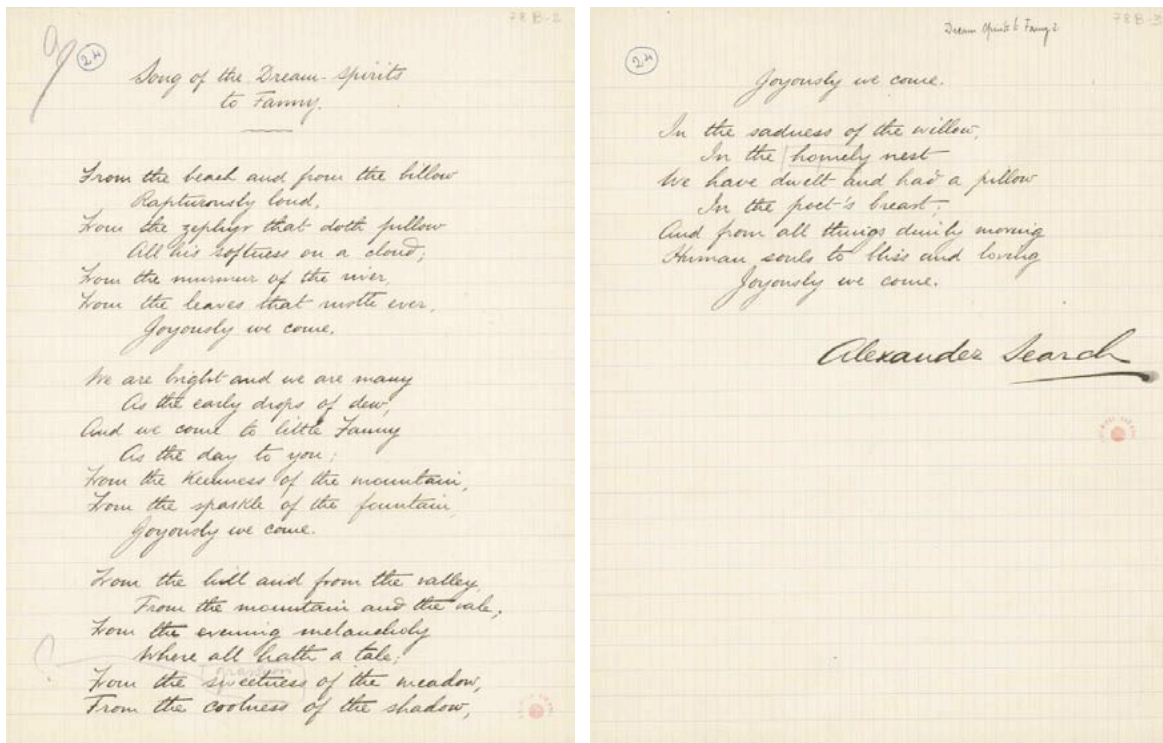 78B-2
24
Song of the Dream-Spirits
to Fanny.
From the beach and from the billow
Rapturously loud,
From the zephyr that doth pillow
All his softness on a cloud;
From the murmur of the river,
From the leaves that rustle ever,
Joyously we come.
We are bright and we are many
As the early drops of dew,
And we come to little Fanny
As the day to you;
From the keenness of the mountain,
From the sparkle of the fountain,
Joyously we come.
From the hill and from the valley,
From the mountain and the vale,
From the evening melancholy
Where all hath a tale;
From the sweetness of the meadow,
From the coolness of the shadow,
78B-3
Dream Spirits to Fanny 2
24
Joyously we come.
In the sadness of the willow,
In the homely nest
We have dwelt and had a pillow
In the poet's breast;
And from all things dimly moving
Human souls to bliss and loving
Joyously we come.
Alexander Search